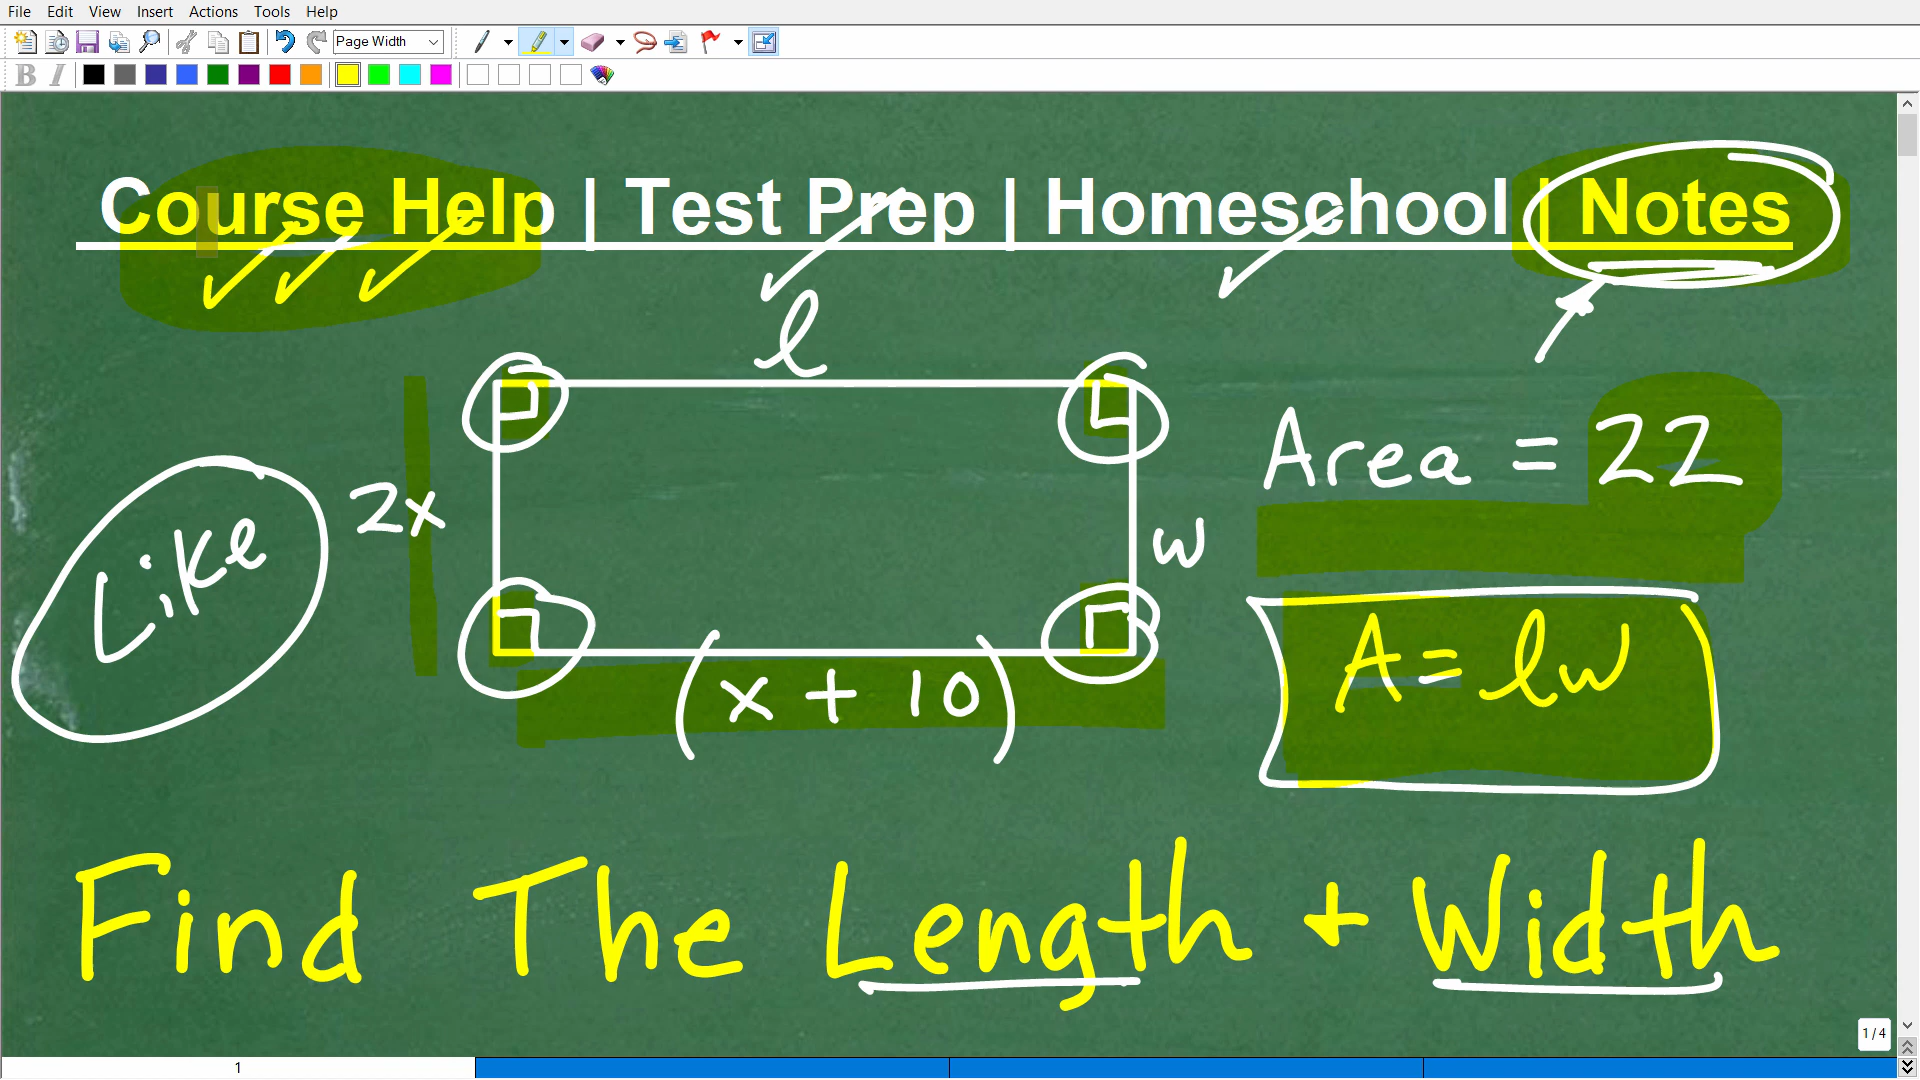 File Edit View Insert Actions Tools Help
Page Width
B I
Course Help | Test Prep | Homeschool | Notes
l
Area = 22
2x
w
Like
A = lw
(x + 10)
Find The Length + Width
1 / 4
1